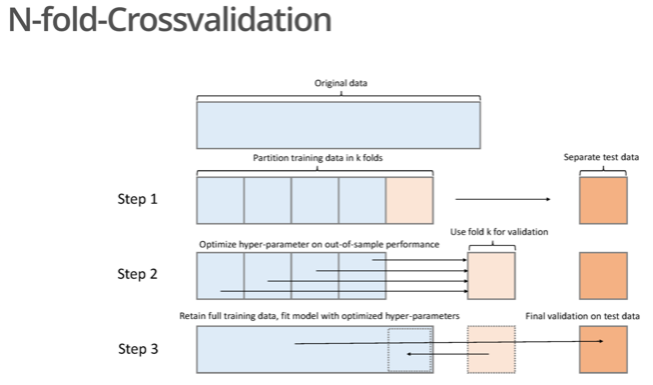 N-fold-Crossvalidation
Original data
Partition training data in k folds
Separate test data
Step 1
Use fold k for validation
Optimize hyper-parameter on out-of-sample performance
Step 2
Retain full training data, fit model with optimized hyper-parameters
Final validation on test data
Step 3